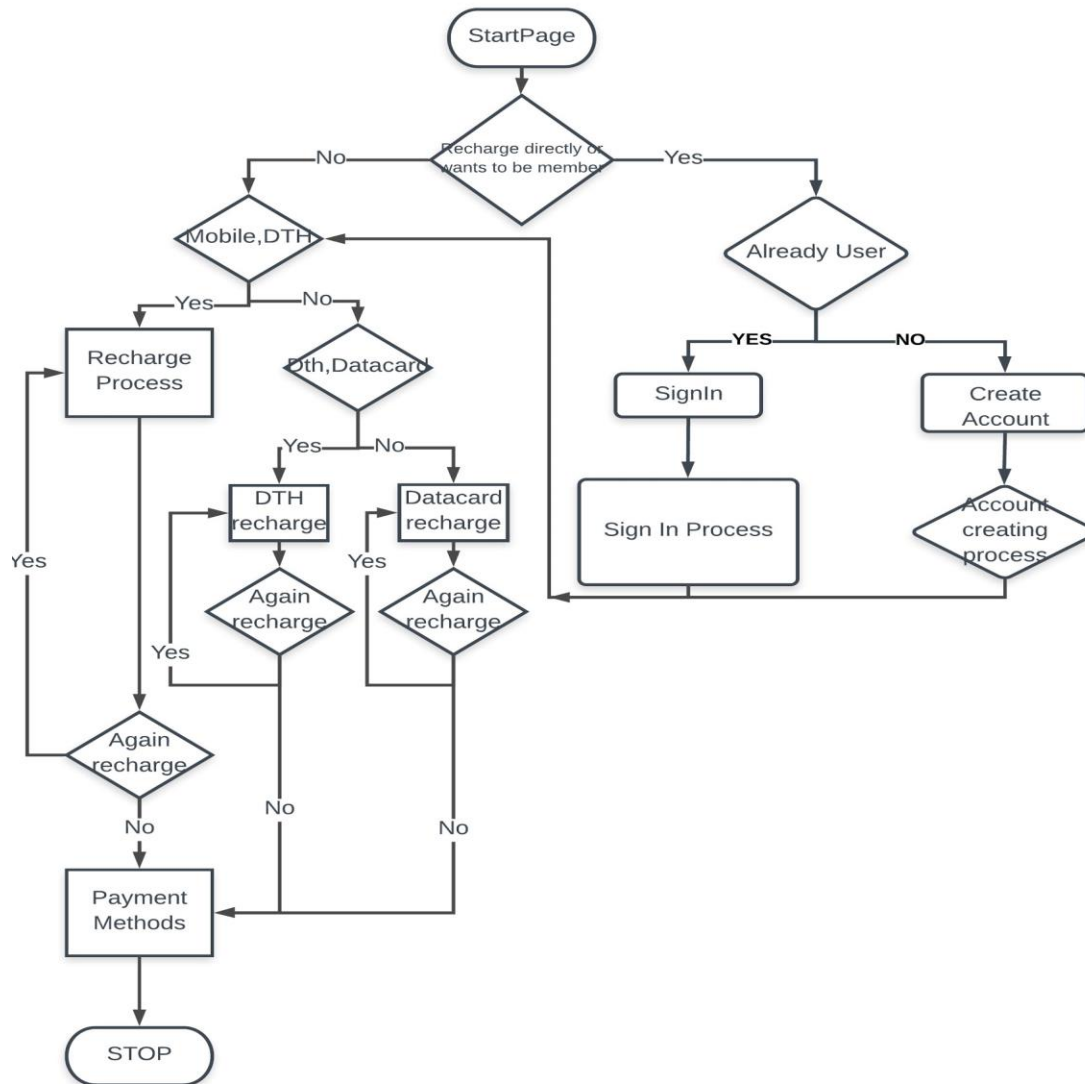 StartPage
Recharge directly or
wants to be member
No
Yes
Mobile,DTH
Already User
Yes
No
YES
NO
Recharge
Process
Dth,Datacard
SignIn
Create
Account
Yes
No
DTH
recharge
Datacard
recharge
Sign In Process
Account
creating
process
Yes
Yes
Again
recharge
Again
recharge
Yes
Again
recharge
No
No
No
Payment
Methods
STOP